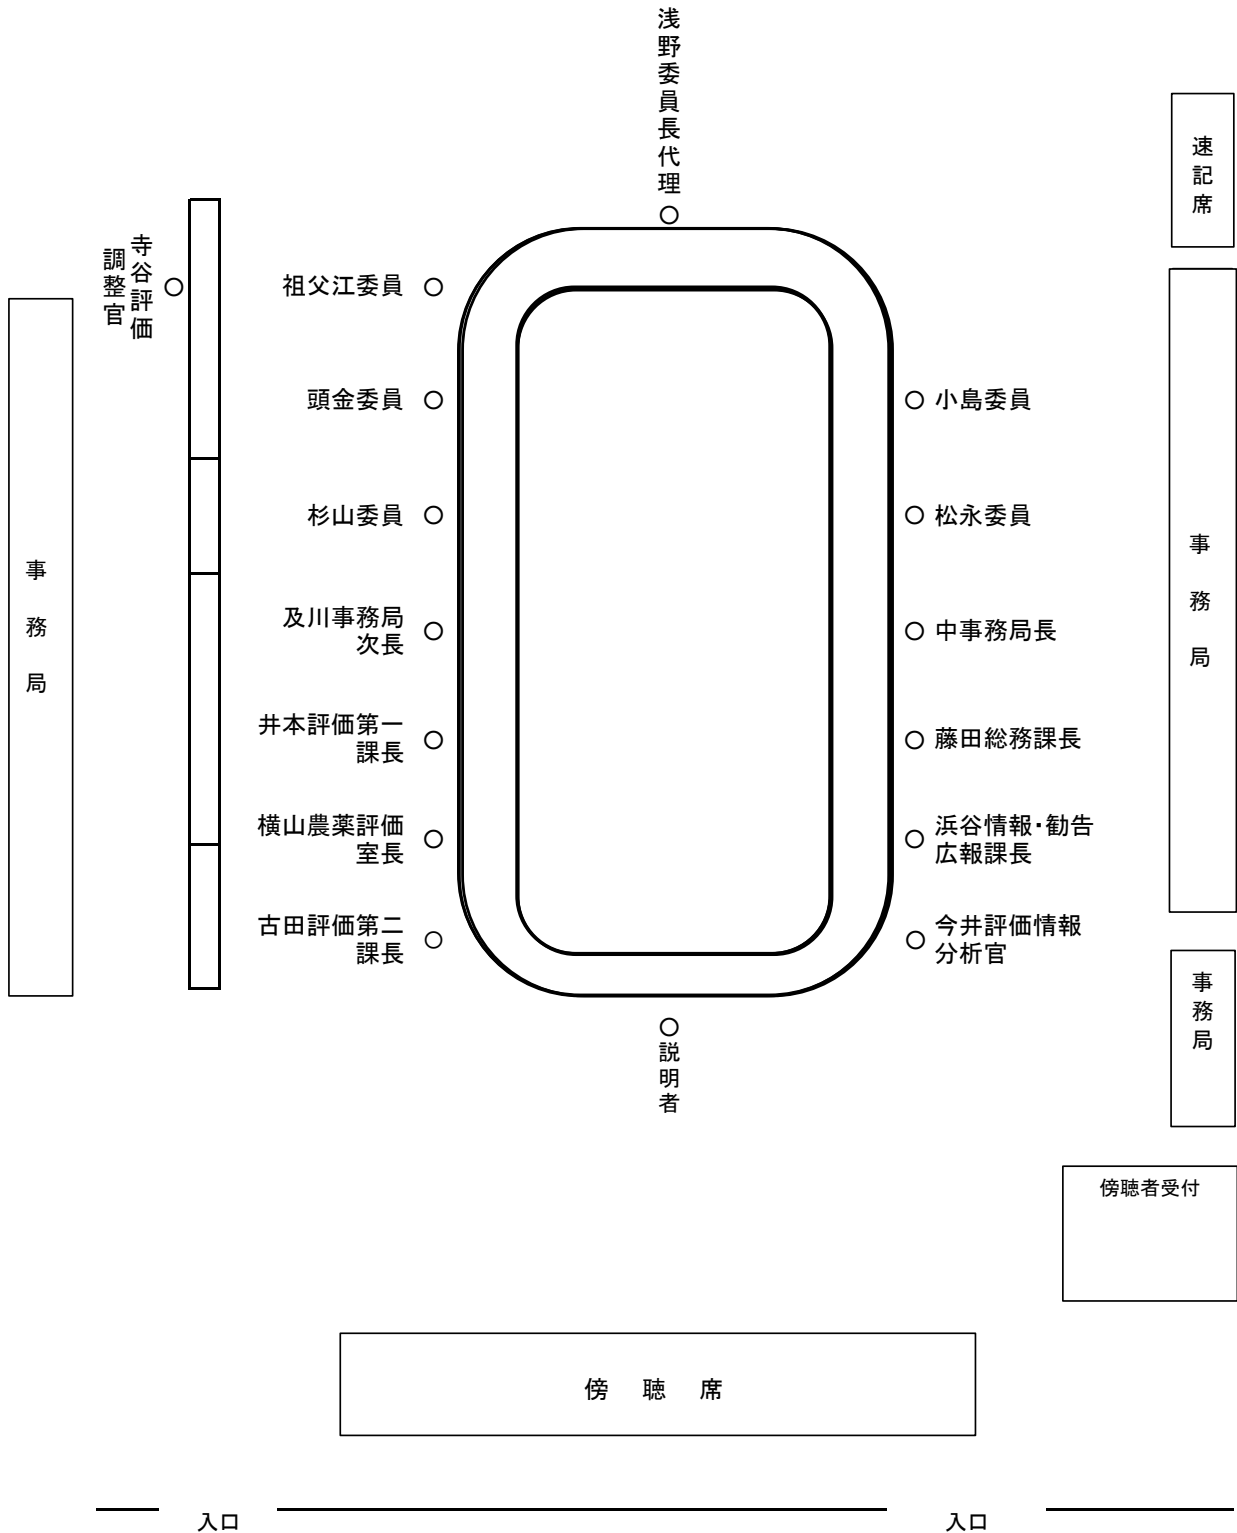 浅野委員長代理
速記席
寺谷評価
調整官
祖父江委員
頭金委員
小島委員
杉山委員
松永委員
事務局
事務局
及川事務局
次長
中事務局長
井本評価第一
課長
藤田総務課長
横山農薬評価
室長
浜谷情報・勧告
広報課長
古田評価第二
課長
今井評価情報
分析官
事務局
説明者
傍聴者受付
傍聴席
入口
入口